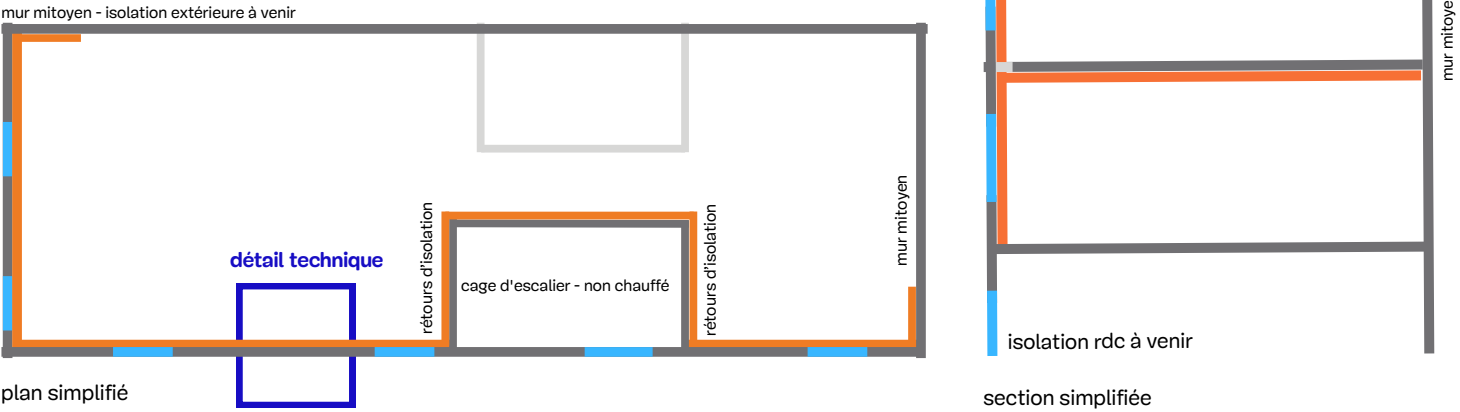 mur mitoyen - isolation extérieure à venir
détail technique
rétours d'isolation
cage d'escalier - non chauffé
rétours d'isolation
mur mitoyen
plan simplifié
mur mitoye
isolation rdc à venir
section simplifiée